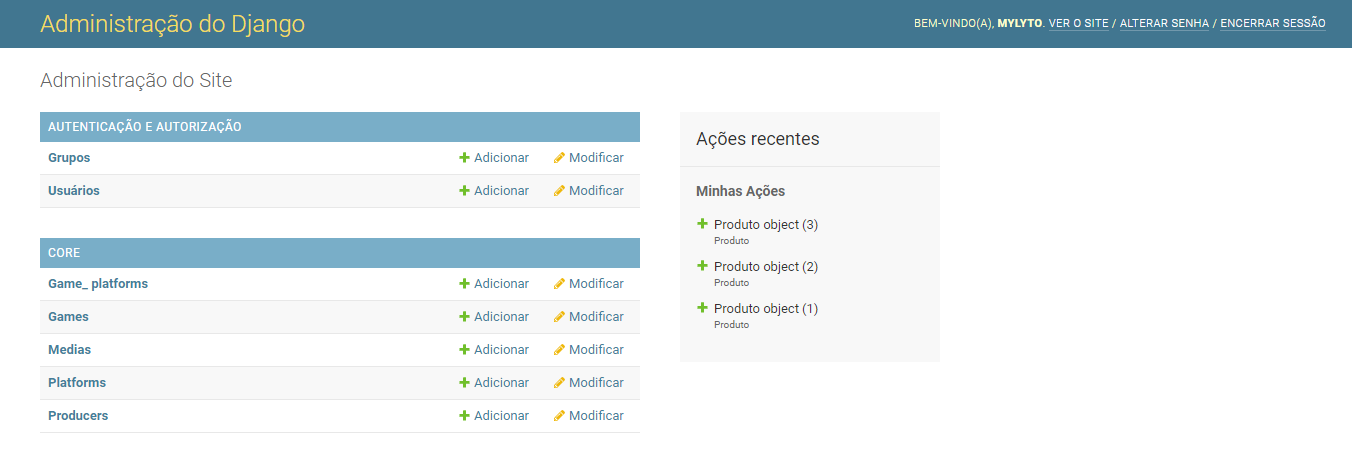 Administração do Django
BEM-VINDO(A), MYLYTO. VER O SITE / ALTERAR SENHA / ENCERRAR SESSÃO
Administração do Site
AUTENTICAÇÃO E AUTORIZAÇÃO
Grupos Adicionar Modificar
Usuários Adicionar Modificar
CORE
Game_ platforms Adicionar Modificar
Games Adicionar Modificar
Medias Adicionar Modificar
Platforms Adicionar Modificar
Producers Adicionar Modificar
Ações recentes
Minhas Ações
Produto object (3)
Produto
Produto object (2)
Produto
Produto object (1)
Produto